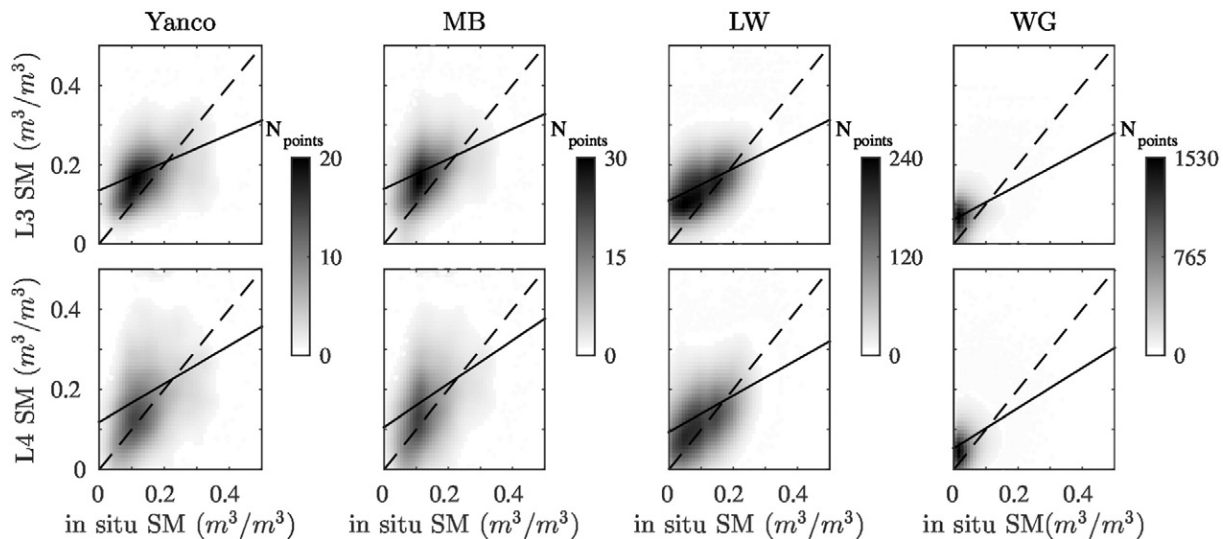 Yanco MB LW WG
L3 SM (m³/m³)
0.4
0.2
0
N_points N_points N_points N_points
20 30 240 1530
10 15 120 765
0 0 0 0
L4 SM (m³/m³)
0.4
0.2
0
0 0.2 0.4 0 0.2 0.4 0 0.2 0.4 0 0.2 0.4
in situ SM (m³/m³) in situ SM (m³/m³) in situ SM (m³/m³) in situ SM(m³/m³)